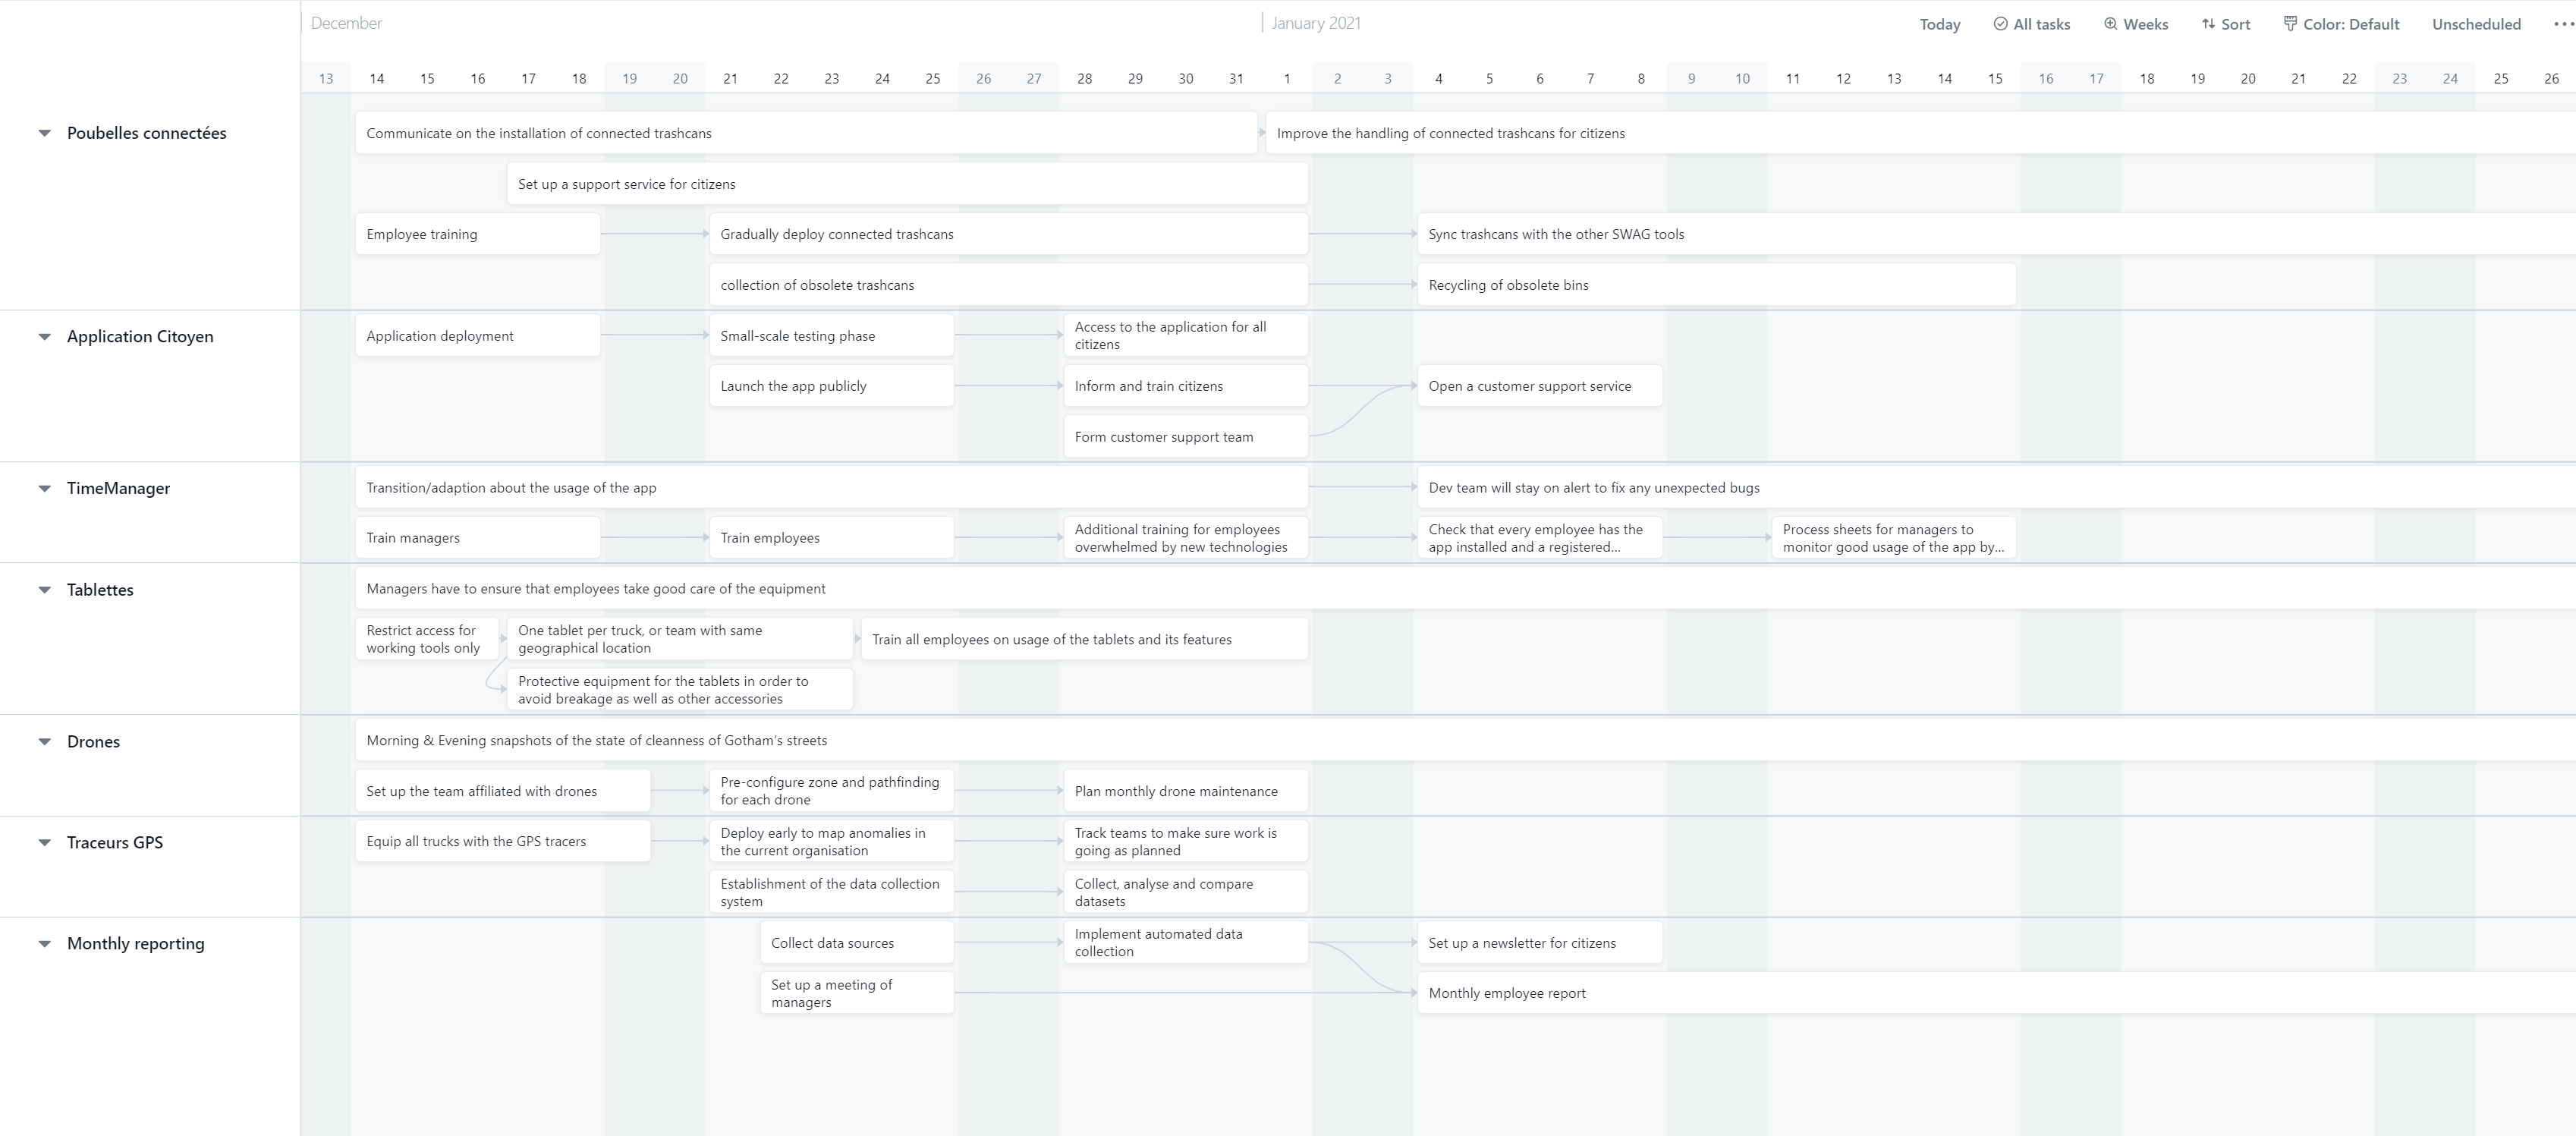 December
January 2021
Today
All tasks
Weeks
Sort
Color: Default
Unscheduled
13 14 15 16 17 18 19 20 21 22 23 24 25 26 27 28 29 30 31 1 2 3 4 5 6 7 8 9 10 11 12 13 14 15 16 17 18 19 20 21 22 23 24 25 26
Poubelles connectées
Communicate on the installation of connected trashcans
Improve the handling of connected trashcans for citizens
Set up a support service for citizens
Employee training
Gradually deploy connected trashcans
Sync trashcans with the other SWAG tools
collection of obsolete trashcans
Recycling of obsolete bins
Application Citoyen
Application deployment
Small-scale testing phase
Access to the application for all
citizens
Launch the app publicly
Inform and train citizens
Open a customer support service
Form customer support team
TimeManager
Transition/adaption about the usage of the app
Dev team will stay on alert to fix any unexpected bugs
Train managers
Train employees
Additional training for employees
overwhelmed by new technologies
Check that every employee has the
app installed and a registered...
Process sheets for managers to
monitor good usage of the app by...
Tablettes
Managers have to ensure that employees take good care of the equipment
Restrict access for
working tools only
One tablet per truck, or team with same
geographical location
Train all employees on usage of the tablets and its features
Protective equipment for the tablets in order to
avoid breakage as well as other accessories
Drones
Morning & Evening snapshots of the state of cleanness of Gotham's streets
Set up the team affiliated with drones
Pre-configure zone and pathfinding
for each drone
Plan monthly drone maintenance
Traceurs GPS
Equip all trucks with the GPS tracers
Deploy early to map anomalies in
the current organisation
Track teams to make sure work is
going as planned
Establishment of the data collection
system
Collect, analyse and compare
datasets
Monthly reporting
Collect data sources
Implement automated data
collection
Set up a newsletter for citizens
Set up a meeting of
managers
Monthly employee report